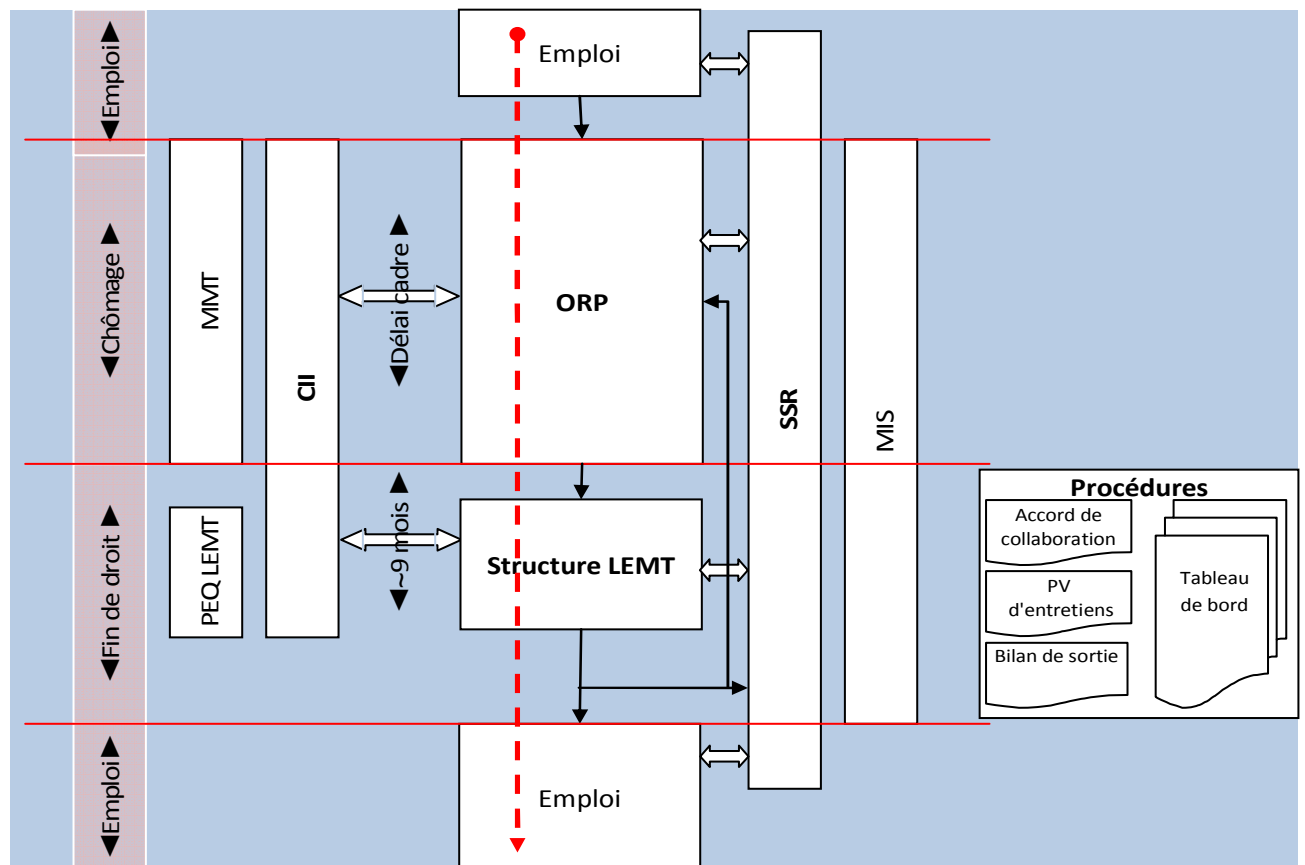 Emploi
Chômage
Fin de droit
Emploi
MMT
PEQ LEMT
CII
Délai cadre
~9 mois
Emploi
ORP
Structure LEMT
Emploi
SSR
MIS
Procédures
Accord de
collaboration
PV
d'entretiens
Bilan de sortie
Tableau
de bord